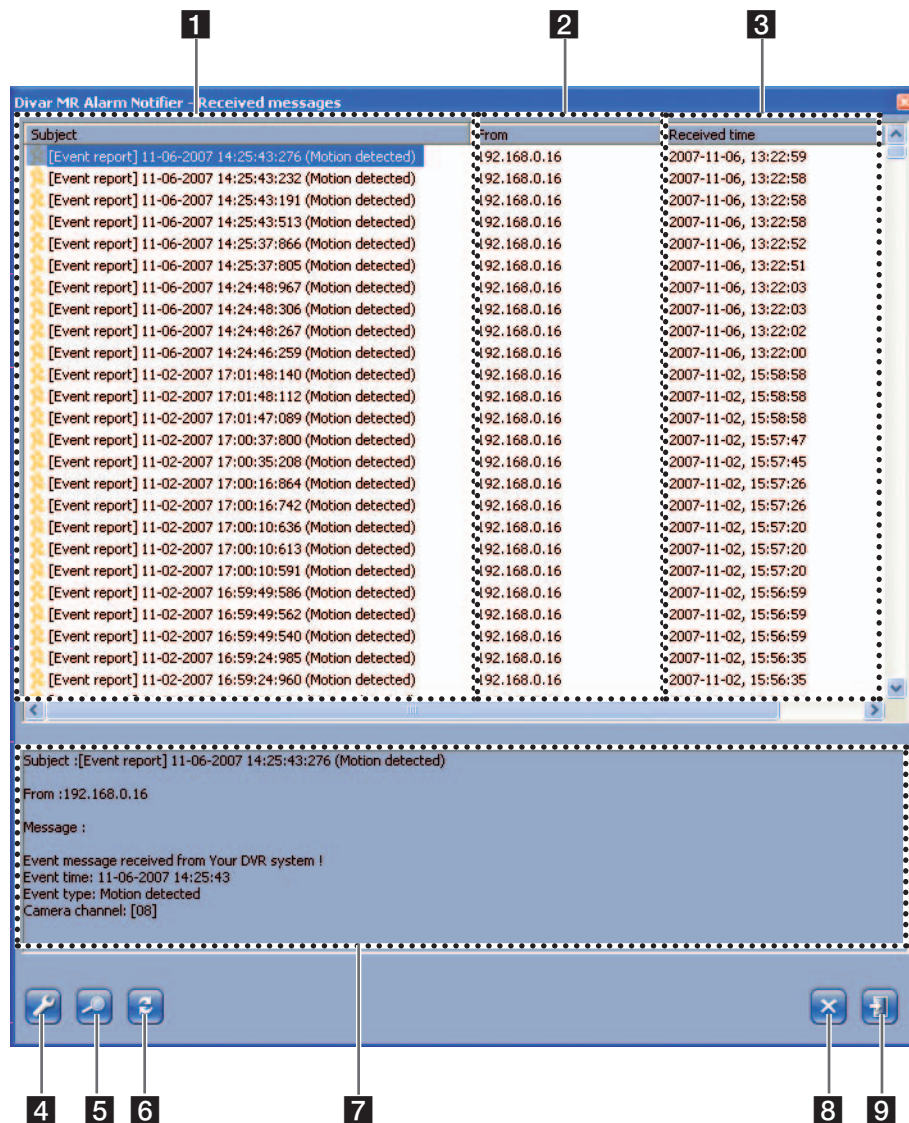 1 2 3
Divar MR Alarm Notifier - Received messages
Subject From Received time
[Event report] 11-06-2007 14:25:43:276 (Motion detected) 192.168.0.16 2007-11-06, 13:22:59
[Event report] 11-06-2007 14:25:43:232 (Motion detected) 192.168.0.16 2007-11-06, 13:22:58
[Event report] 11-06-2007 14:25:43:191 (Motion detected) 192.168.0.16 2007-11-06, 13:22:58
[Event report] 11-06-2007 14:25:43:513 (Motion detected) 192.168.0.16 2007-11-06, 13:22:58
[Event report] 11-06-2007 14:25:37:866 (Motion detected) 192.168.0.16 2007-11-06, 13:22:52
[Event report] 11-06-2007 14:25:37:805 (Motion detected) 192.168.0.16 2007-11-06, 13:22:51
[Event report] 11-06-2007 14:24:48:967 (Motion detected) 192.168.0.16 2007-11-06, 13:22:03
[Event report] 11-06-2007 14:24:48:306 (Motion detected) 192.168.0.16 2007-11-06, 13:22:03
[Event report] 11-06-2007 14:24:48:267 (Motion detected) 192.168.0.16 2007-11-06, 13:22:02
[Event report] 11-06-2007 14:24:46:259 (Motion detected) 192.168.0.16 2007-11-06, 13:22:00
[Event report] 11-02-2007 17:01:48:140 (Motion detected) 192.168.0.16 2007-11-02, 15:58:58
[Event report] 11-02-2007 17:01:48:112 (Motion detected) 192.168.0.16 2007-11-02, 15:58:58
[Event report] 11-02-2007 17:01:47:089 (Motion detected) 192.168.0.16 2007-11-02, 15:58:58
[Event report] 11-02-2007 17:00:37:800 (Motion detected) 192.168.0.16 2007-11-02, 15:57:47
[Event report] 11-02-2007 17:00:35:208 (Motion detected) 192.168.0.16 2007-11-02, 15:57:45
[Event report] 11-02-2007 17:00:16:864 (Motion detected) 192.168.0.16 2007-11-02, 15:57:26
[Event report] 11-02-2007 17:00:16:742 (Motion detected) 192.168.0.16 2007-11-02, 15:57:26
[Event report] 11-02-2007 17:00:10:636 (Motion detected) 192.168.0.16 2007-11-02, 15:57:20
[Event report] 11-02-2007 17:00:10:613 (Motion detected) 192.168.0.16 2007-11-02, 15:57:20
[Event report] 11-02-2007 17:00:10:591 (Motion detected) 192.168.0.16 2007-11-02, 15:57:20
[Event report] 11-02-2007 16:59:49:586 (Motion detected) 192.168.0.16 2007-11-02, 15:56:59
[Event report] 11-02-2007 16:59:49:562 (Motion detected) 192.168.0.16 2007-11-02, 15:56:59
[Event report] 11-02-2007 16:59:49:540 (Motion detected) 192.168.0.16 2007-11-02, 15:56:59
[Event report] 11-02-2007 16:59:24:985 (Motion detected) 192.168.0.16 2007-11-02, 15:56:35
[Event report] 11-02-2007 16:59:24:960 (Motion detected) 192.168.0.16 2007-11-02, 15:56:35
Subject :[Event report] 11-06-2007 14:25:43:276 (Motion detected)
From :192.168.0.16
Message :
Event message received from Your DVR system !
Event time: 11-06-2007 14:25:43
Event type: Motion detected
Camera channel: [08]
4 5 6 7 8 9